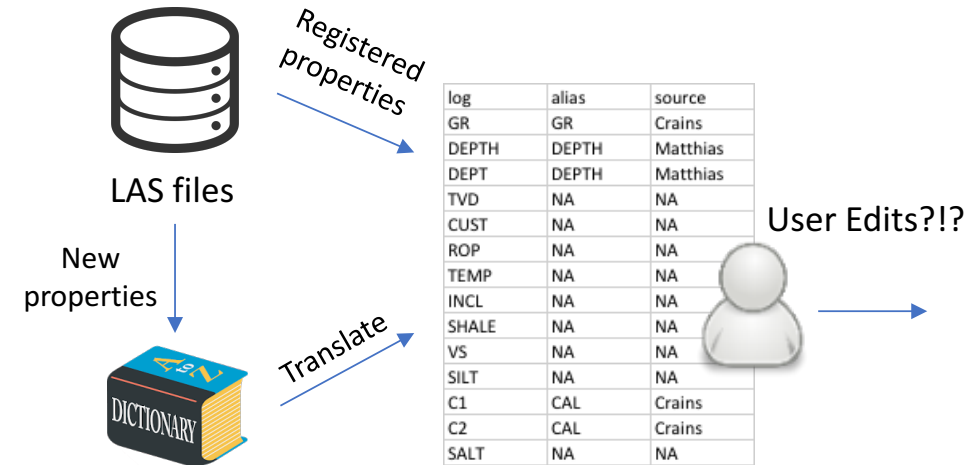 Registered
properties
LAS files
New
properties
A to Z
DICTIONARY
Translate
log alias source
GR GR Crains
DEPTH DEPTH Matthias
DEPT DEPTH Matthias
TVD NA NA
CUST NA NA
ROP NA NA
TEMP NA NA
INCL NA NA
SHALE NA NA
VS NA NA
SILT NA NA
C1 CAL Crains
C2 CAL Crains
SALT NA NA
User Edits?!?